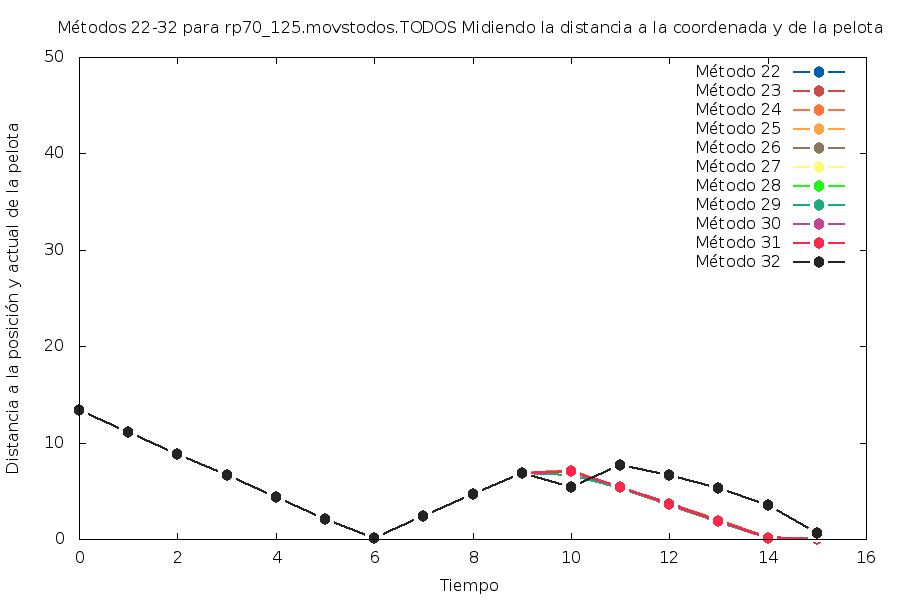 Métodos 22-32 para rp70_125.movstodos.TODOS Midiendo la distancia a la coordenada y de la pelota
Distancia a la posición y actual de la pelota
50
40
30
20
10
0
Método 22
Método 23
Método 24
Método 25
Método 26
Método 27
Método 28
Método 29
Método 30
Método 31
Método 32
0 2 4 6 8 10 12 14 16
Tiempo